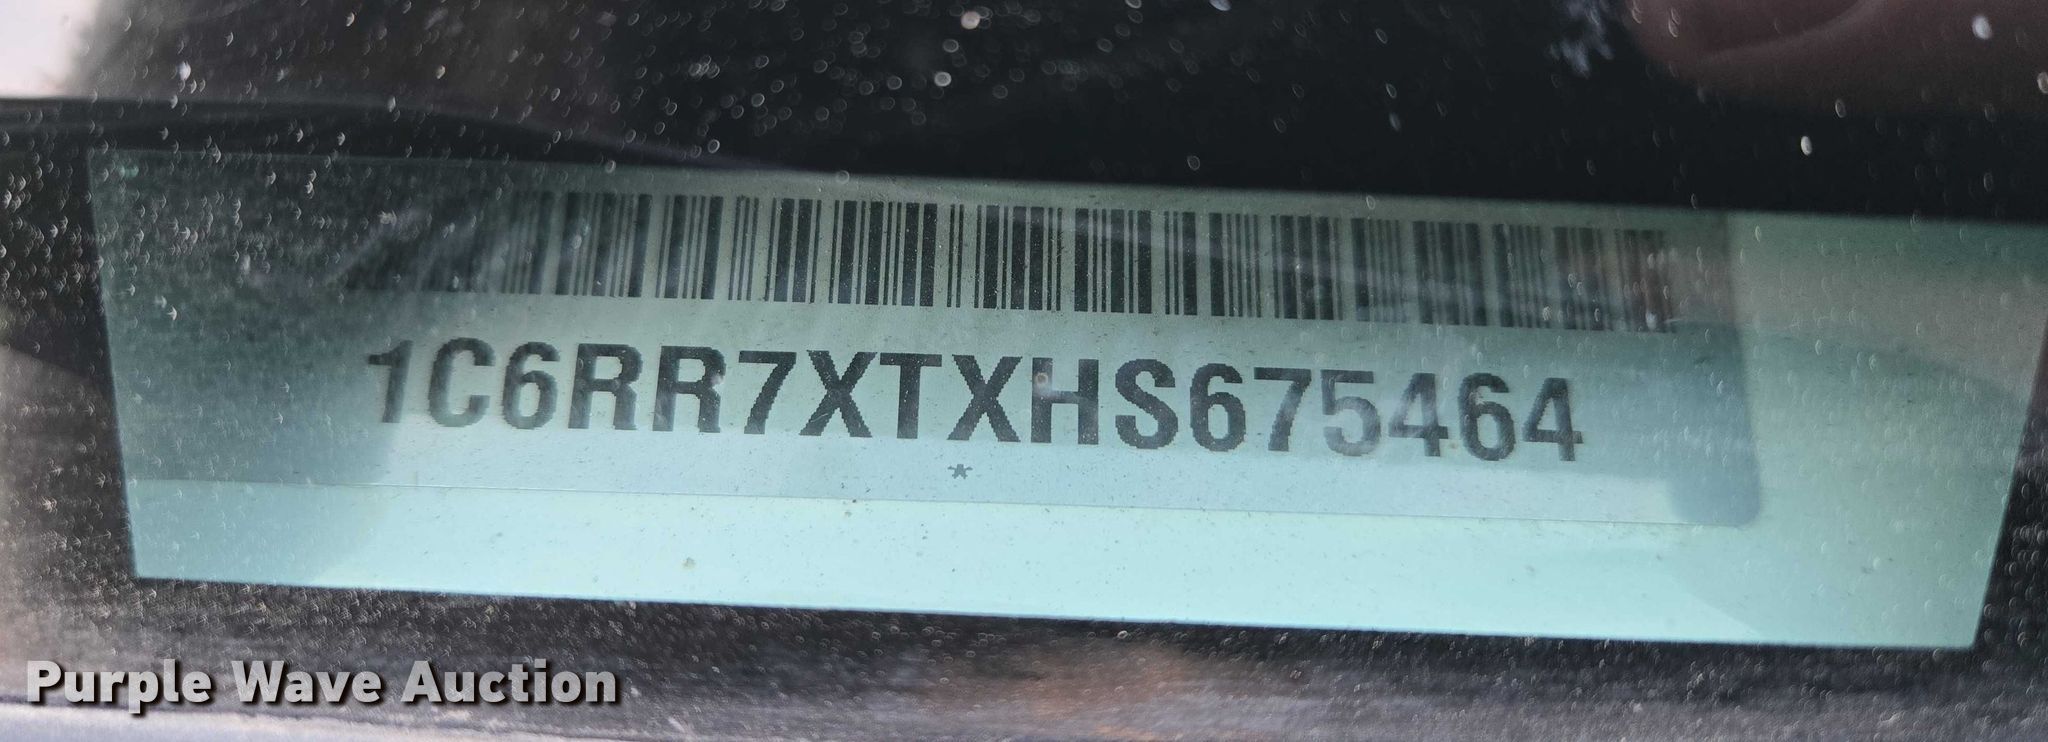 1C6RR7XTXHS675464
*
Purple Wave Auction